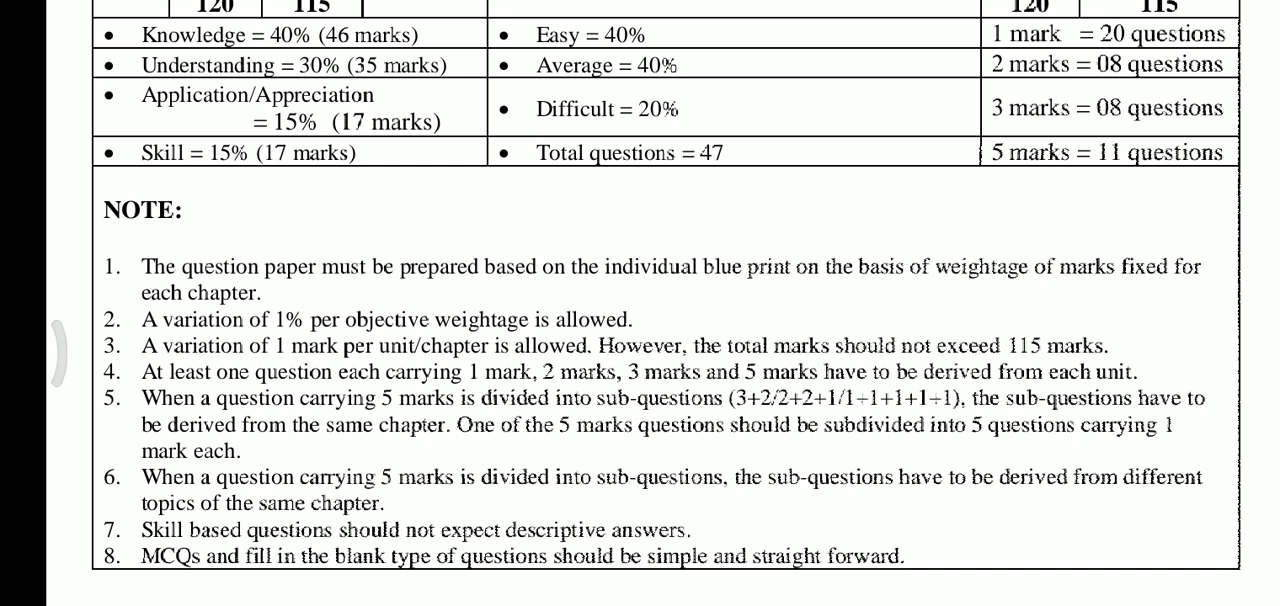 120 115 120 115
• Knowledge = 40% (46 marks) • Easy = 40% 1 mark = 20 questions
• Understanding = 30% (35 marks) • Average = 40% 2 marks = 08 questions
• Application/Appreciation
= 15% (17 marks) • Difficult = 20% 3 marks = 08 questions
• Skill = 15% (17 marks) • Total questions = 47 5 marks = 11 questions
NOTE:
1. The question paper must be prepared based on the individual blue print on the basis of weightage of marks fixed for
each chapter.
2. A variation of 1% per objective weightage is allowed.
3. A variation of 1 mark per unit/chapter is allowed. However, the total marks should not exceed 115 marks.
4. At least one question each carrying 1 mark, 2 marks, 3 marks and 5 marks have to be derived from each unit.
5. When a question carrying 5 marks is divided into sub-questions (3+2/2+2+1/1+1+1+1+1), the sub-questions have to
be derived from the same chapter. One of the 5 marks questions should be subdivided into 5 questions carrying 1
mark each.
6. When a question carrying 5 marks is divided into sub-questions, the sub-questions have to be derived from different
topics of the same chapter.
7. Skill based questions should not expect descriptive answers.
8. MCQs and fill in the blank type of questions should be simple and straight forward.